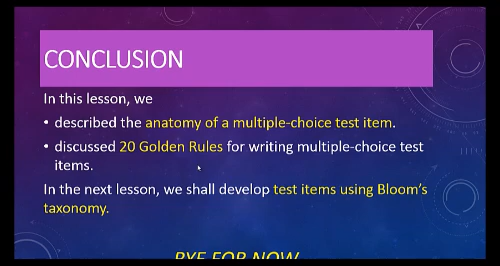 CONCLUSION
In this lesson, we
• described the anatomy of a multiple-choice test item.
• discussed 20 Golden Rules for writing multiple-choice test
items.
In the next lesson, we shall develop test items using Bloom's
taxonomy.
BYE FOR NOW